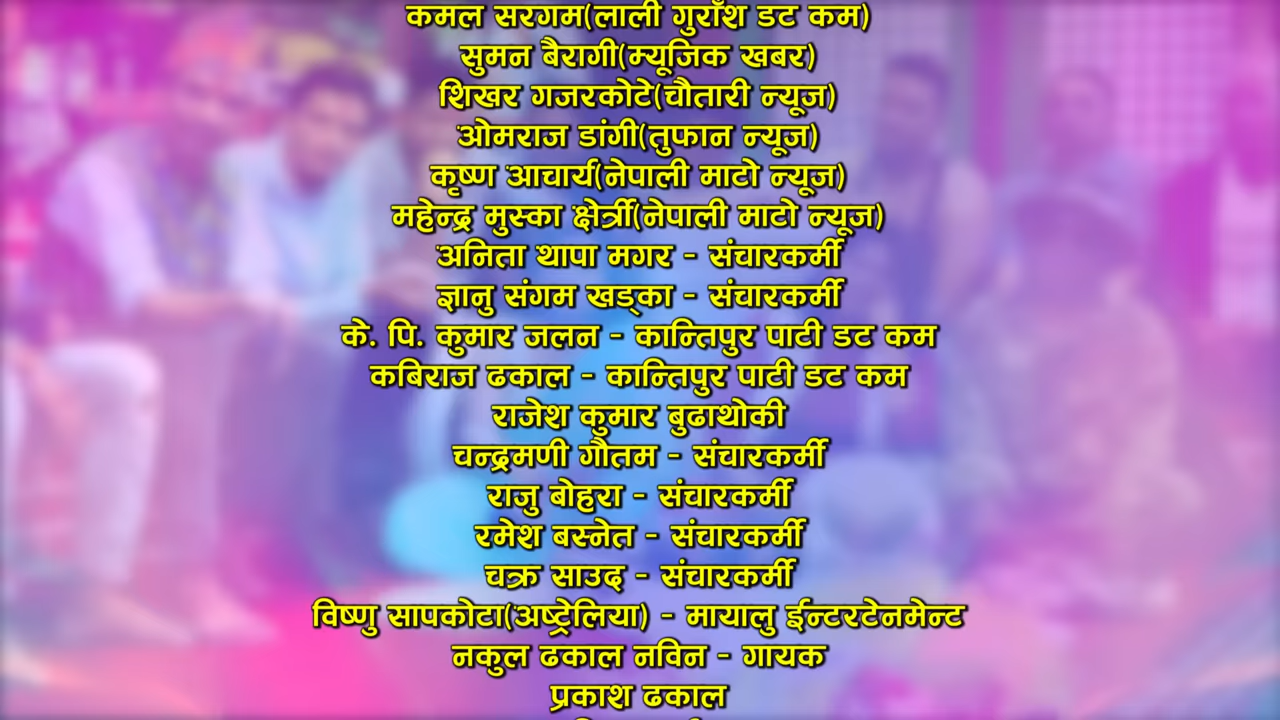 कमल सरगम(लाली गुराँश डट कम)
सुमन बैरागी(म्यूजिक खबर)
शिखर गजरकोटे(चौतारी न्यूज)
ओमराज डांगी(तुफान न्यूज)
कृष्ण आचार्य(नेपाली माटो न्यूज)
महेन्द्र मुस्का क्षेर्त्री(नेपाली माटो न्यूज)
अनिता थापा मगर - संचारकर्मी
ज्ञानु संगम खड्का - संचारकर्मी
के. पि. कुमार जलन - कान्तिपुर पाटी डट कम
कबिराज ढकाल - कान्तिपुर पाटी डट कम
राजेश कुमार बुढाथोकी
चन्द्रमणी गौतम - संचारकर्मी
राजु बोहरा - संचारकर्मी
रमेश बस्नेत - संचारकर्मी
चक्र साउद - संचारकर्मी
विष्णु सापकोटा(अष्ट्रेलिया) - मायालु ईन्टरटेनमेन्ट
नकुल ढकाल नविन - गायक
प्रकाश ढकाल